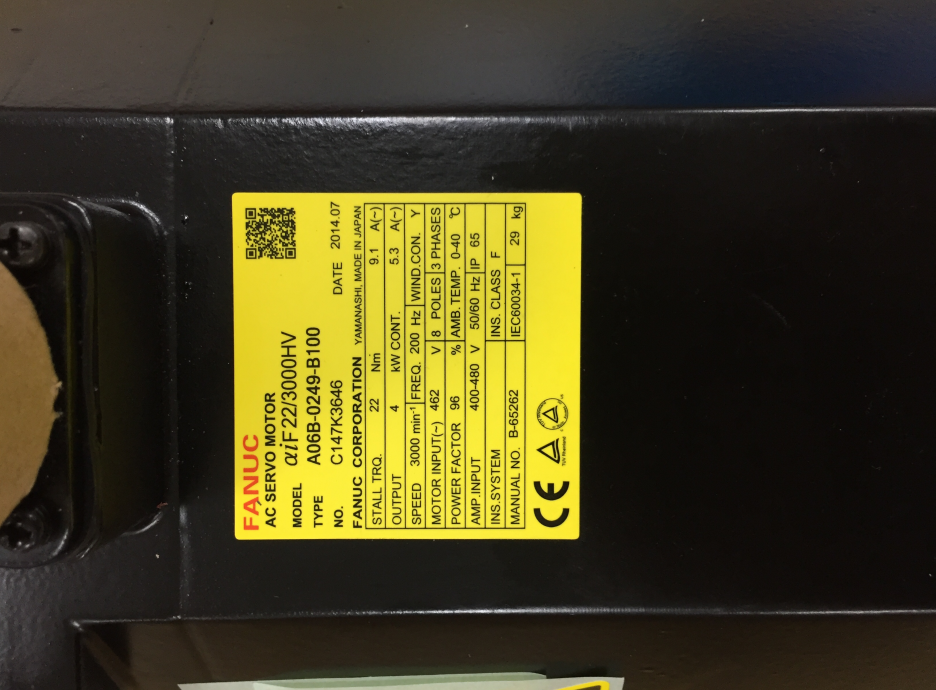 FANUC
AC SERVO MOTOR
MODEL αiF22/3000HV
TYPE A06B-0249-B100
NO. C147K3646 DATE 2014.07
FANUC CORPORATION YAMANASHI, MADE IN JAPAN
STALL TRQ. 22 Nm 9.1 A(~)
OUTPUT 4 kW CONT. 5.3 A(~)
SPEED 3000 min⁻¹ FREQ. 200 Hz WIND.CON. Y
MOTOR INPUT(~) 462 V 8 POLES 3 PHASES
POWER FACTOR 96 % AMB.TEMP. 0-40 ℃
AMP.INPUT 400-480 V 50/60 Hz IP 65
INS.SYSTEM INS. CLASS F
MANUAL NO. B-65262 IEC60034-1 29 kg
CE